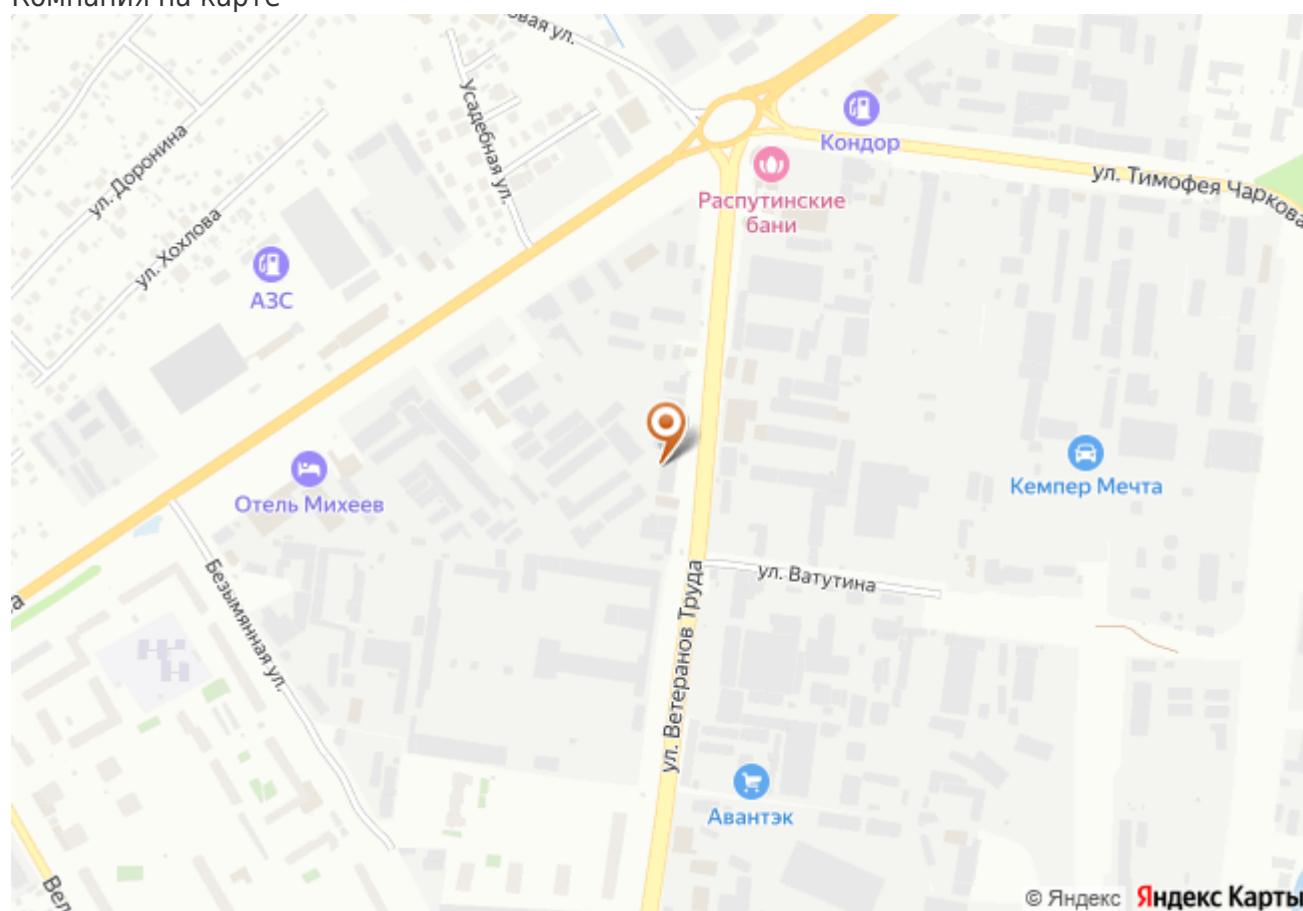 Компания на карте
овая ул.
Усадебная ул.
Кондор
ул. Доронина
ул. Тимофея Чаркова
Распутинские
бани
ул. Хохлова
АЗС
Кемпер Мечта
Отель Михеев
ул. Ватутина
Безымянная ул.
ул. Ветеранов Труда
Авантэк
Вел
© Яндекс Яндекс Карты